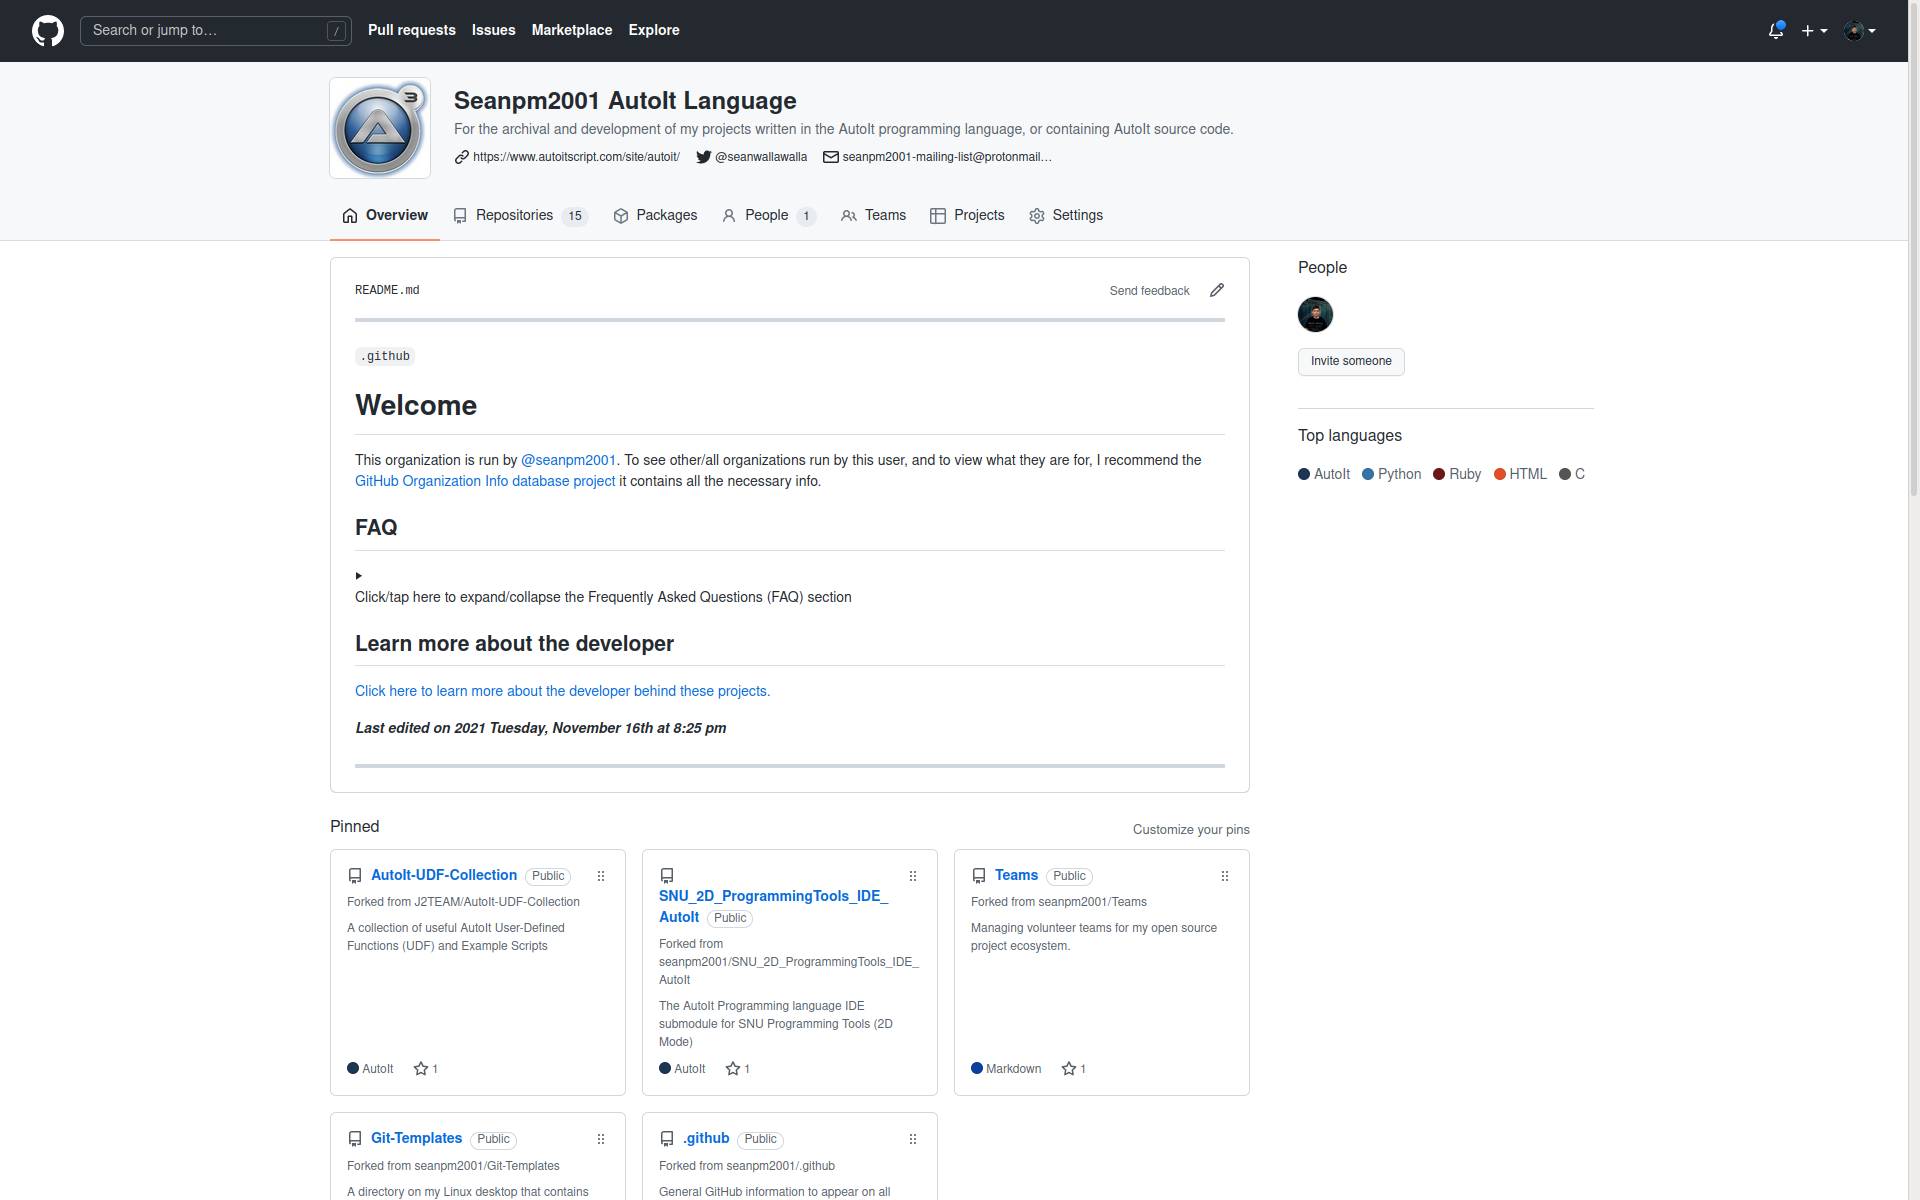 Search or jump to… /
Pull requests Issues Marketplace Explore
3
Seanpm2001 AutoIt Language
For the archival and development of my projects written in the AutoIt programming language, or containing AutoIt source code.
https://www.autoitscript.com/site/autoit/ @seanwallawalla seanpm2001-mailing-list@protonmail…
Overview Repositories 15 Packages People 1 Teams Projects Settings
README.md
Send feedback
.github
Welcome
This organization is run by @seanpm2001. To see other/all organizations run by this user, and to view what they are for, I recommend the
GitHub Organization Info database project it contains all the necessary info.
FAQ
Click/tap here to expand/collapse the Frequently Asked Questions (FAQ) section
Learn more about the developer
Click here to learn more about the developer behind these projects.
Last edited on 2021 Tuesday, November 16th at 8:25 pm
People
Invite someone
Top languages
AutoIt Python Ruby HTML C
Pinned
Customize your pins
AutoIt-UDF-Collection Public
Forked from J2TEAM/AutoIt-UDF-Collection
A collection of useful AutoIt User-Defined
Functions (UDF) and Example Scripts
AutoIt 1
SNU_2D_ProgrammingTools_IDE_
AutoIt Public
Forked from
seanpm2001/SNU_2D_ProgrammingTools_IDE_
AutoIt
The AutoIt Programming language IDE
submodule for SNU Programming Tools (2D
Mode)
AutoIt 1
Teams Public
Forked from seanpm2001/Teams
Managing volunteer teams for my open source
project ecosystem.
Markdown 1
Git-Templates Public
Forked from seanpm2001/Git-Templates
A directory on my Linux desktop that contains
.github Public
Forked from seanpm2001/.github
General GitHub information to appear on all